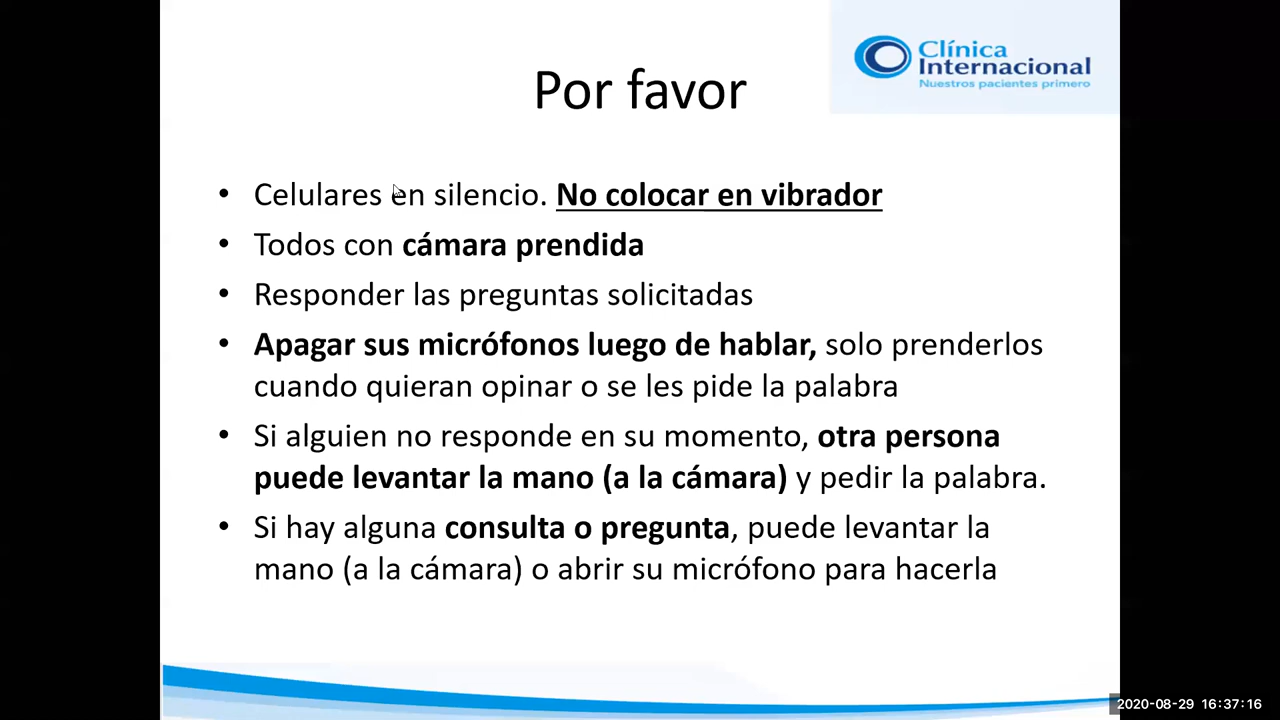 Clínica
Internacional
Nuestros pacientes primero
Por favor
• Celulares en silencio. No colocar en vibrador
• Todos con cámara prendida
• Responder las preguntas solicitadas
• Apagar sus micrófonos luego de hablar, solo prenderlos
cuando quieran opinar o se les pide la palabra
• Si alguien no responde en su momento, otra persona
puede levantar la mano (a la cámara) y pedir la palabra.
• Si hay alguna consulta o pregunta, puede levantar la
mano (a la cámara) o abrir su micrófono para hacerla
2020-08-29 16:37:16